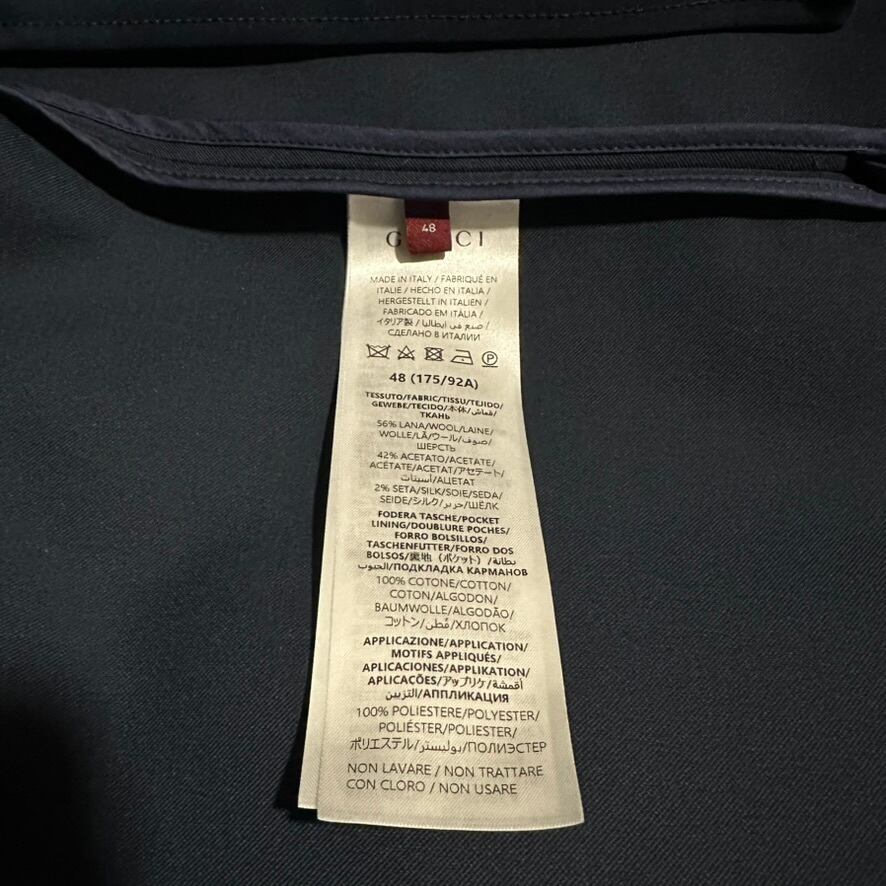 48
G CI
MADE IN ITALY / FABRIQUÉ EN
ITALIE / HECHO EN ITALIA /
HERGESTELLT IN ITALIEN /
FABRICADO EM ITÁLIA /
イタリア製 / صنع في ايطاليا /
СДЕЛАНО В ИТАЛИИ
P
48 (175/92A)
TESSUTO/FABRIC/TISSU/TEJIDO/
GEWEBE/TECIDO/本体/قماش/
ТКАНЬ
56% LANA/WOOL/LAINE/
WOLLE/LÃ/ウール/صوف/
ШЕРСТЬ
42% ACETATO/ACETATE/
ACÉTATE/ACETAT/アセテート/
أسيتات/АЦЕТАТ
2% SETA/SILK/SOIE/SEDA/
SEIDE/シルク/حرير/ШЁЛК
FODERA TASCHE/POCKET
LINING/DOUBLURE POCHES/
FORRO BOLSILLOS/
TASCHENFUTTER/FORRO DOS
BOLSOS/裏地 (ポケット) /بطانة
الجيوب/ПОДКЛАДКА КАРМАНОВ
100% COTONE/COTTON/
COTON/ALGODON/
BAUMWOLLE/ALGODÃO/
コットン/قُطن/ХЛОПОК
APPLICAZIONE/APPLICATION/
MOTIFS APPLIQUÉS/
APLICACIONES/APPLIKATION/
APLICAÇÕES/アップリケ/أقمشة
التزيين/АППЛИКАЦИЯ
100% POLIESTERE/POLYESTER/
POLIÉSTER/POLIESTER/
ポリエステル/بوليستر/ПОЛИЭСТЕР
NON LAVARE / NON TRATTARE
CON CLORO / NON USARE